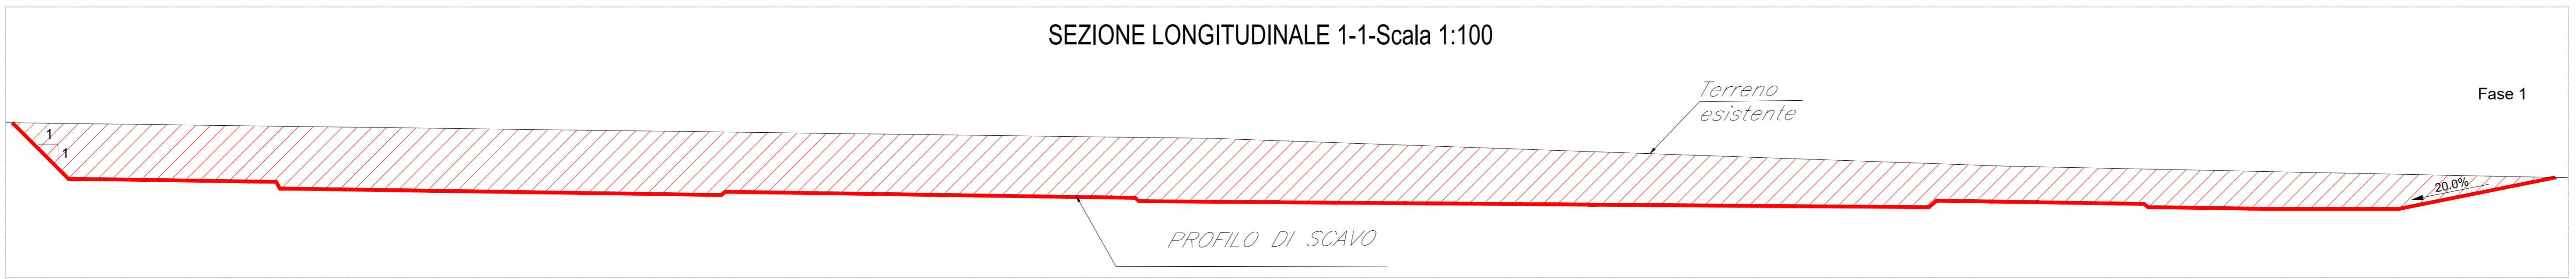 SEZIONE LONGITUDINALE 1-1-Scala 1:100
Terreno
esistente
Fase 1
1
1
20.0%
PROFILO DI SCAVO